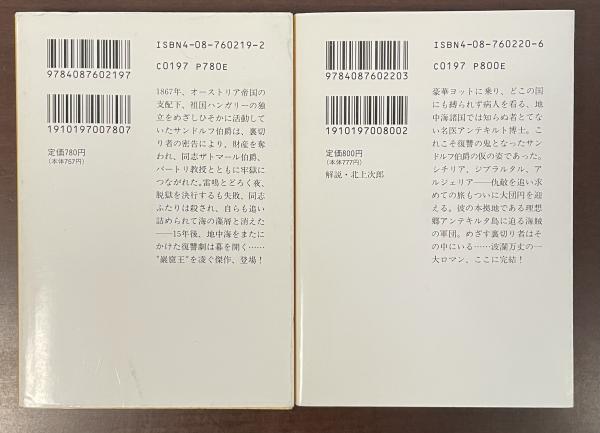 ISBN4-08-760219-2
C0197 P780E
9784087602197
1910197007807
定価780円
(本体757円)
1867年、オーストリア帝国の
支配下、祖国ハンガリーの独
立をめざしひそかに活動して
いたサンドルフ伯爵は、裏切
り者の密告により、財産を奪
われ、同志ザトマール伯爵、
バートリ教授とともに牢獄に
つながれた。雷鳴とどろく夜、
脱獄を決行するも失敗、同志
ふたりは殺され、自らも追い
詰められて海の藻屑と消えた
——15年後、地中海をまたに
かけた復讐劇は幕を開く……
"巌窟王"を凌ぐ傑作、登場！
ISBN4-08-760220-6
C0197 P800E
9784087602203
1910197008002
定価800円
(本体777円)
解説・北上次郎
豪華ヨットに乗り、どこの国
にも縛られず病人を看る、地
中海諸国では知らぬ者とてな
い名医アンテキルト博士。こ
れこそ復讐の鬼となったサン
ドルフ伯爵の仮の姿であった。
シチリア、ジブラルタル、ア
ルジェリア——仇敵を追い求
めての旅もついに大団円を迎
える。彼の本拠地である理想
郷アンテキルタ島に迫る海賊
の軍団。めざす裏切り者はそ
の中にいる……波瀾万丈の一
大ロマン、ここに完結！